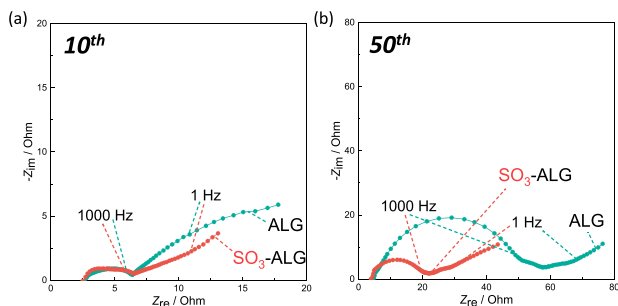 (a)
10th
20
15
10
5
0
-Zim / Ohm
1000 Hz
1 Hz
ALG
SO3-ALG
0
5
10
15
20
Zre / Ohm
(b)
50th
80
60
40
20
0
-Zim / Ohm
1000 Hz
SO3-ALG
1 Hz
ALG
0
20
40
60
80
Zre / Ohm